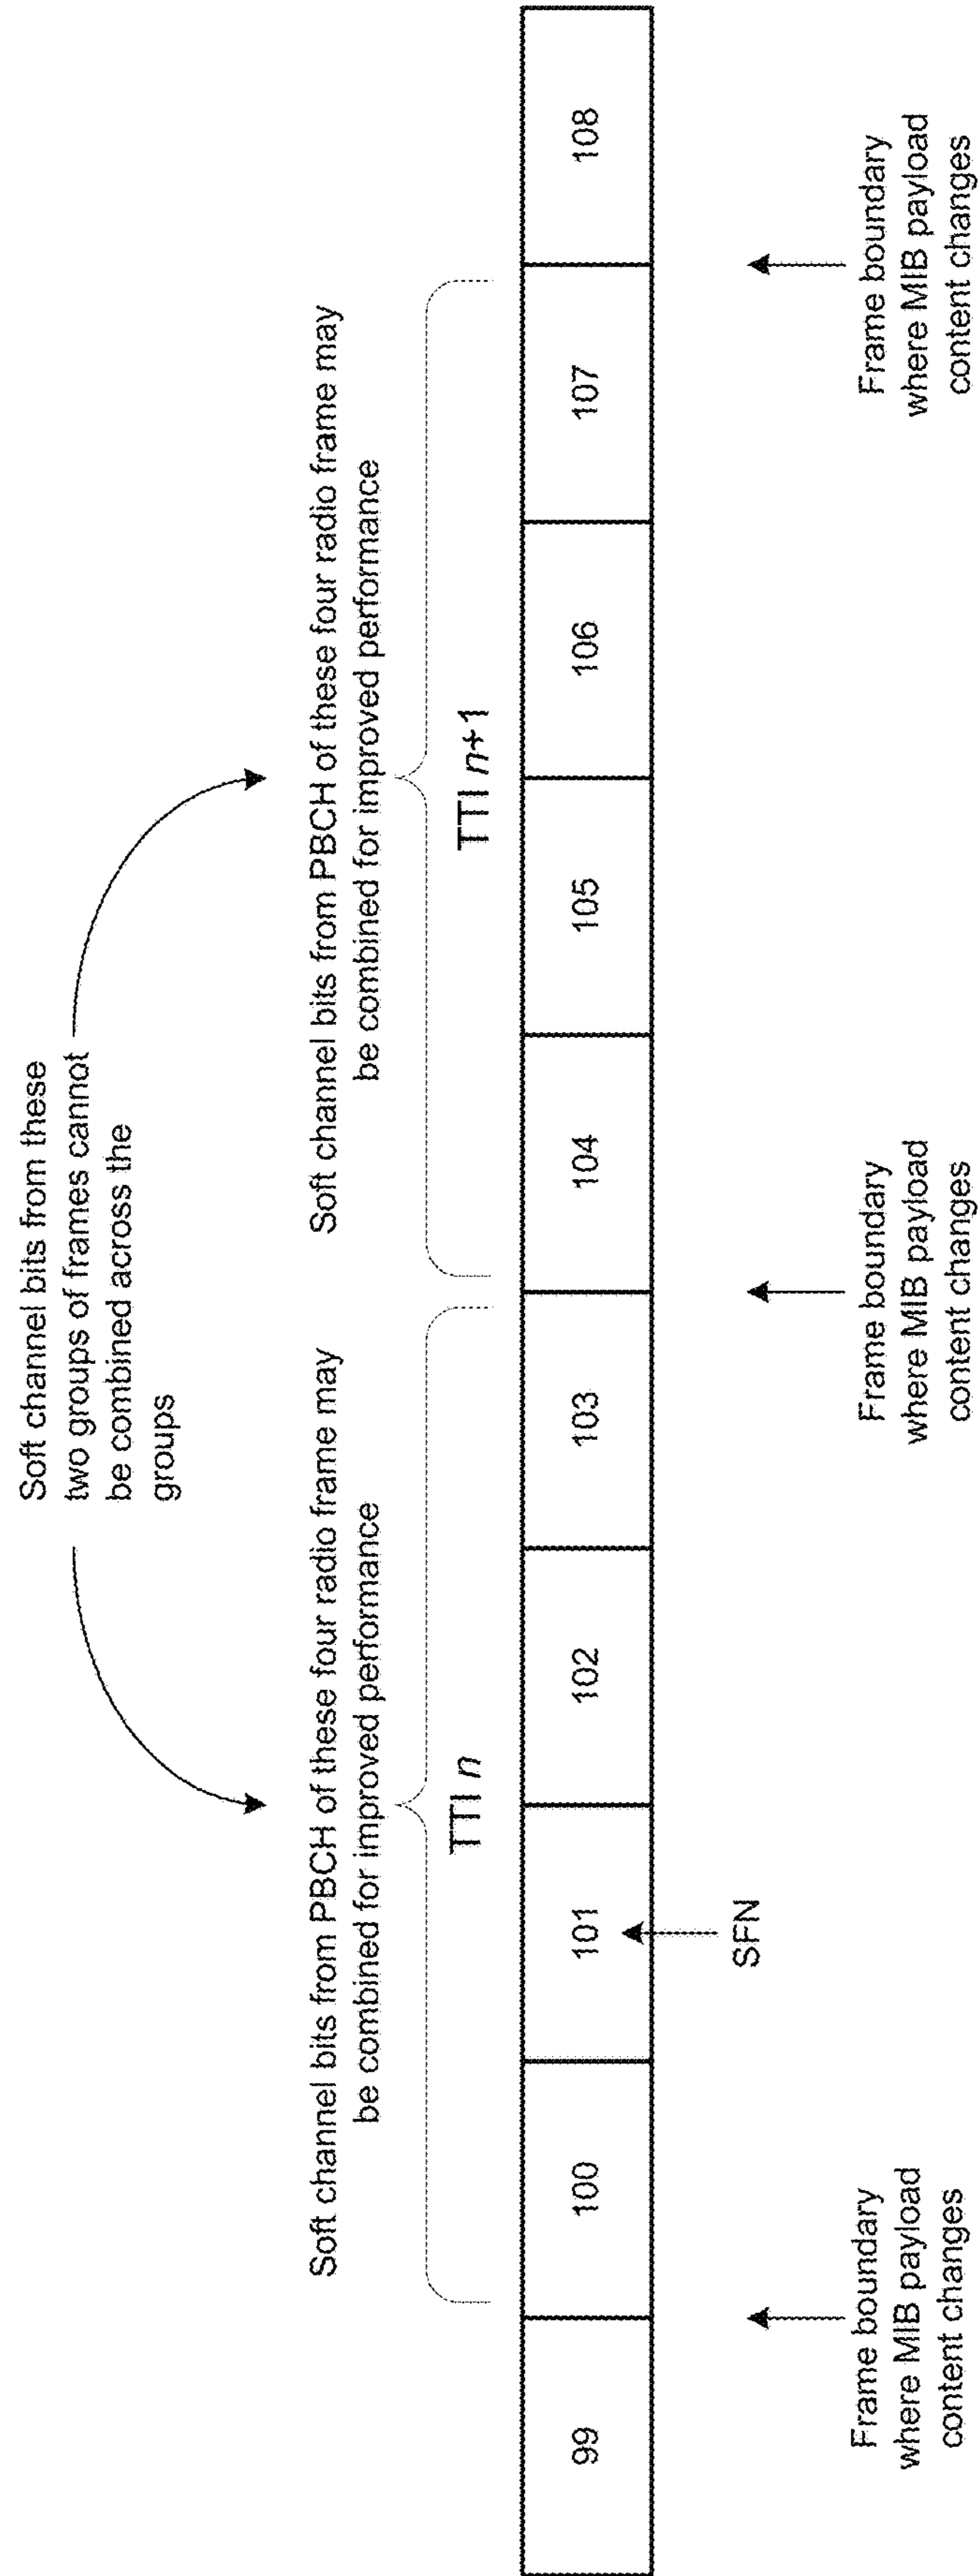 Soft channel bits from these
two groups of frames cannot
be combined across the
groups
Soft channel bits from PBCH of these four radio frame may
be combined for improved performance
Soft channel bits from PBCH of these four radio frame may
be combined for improved performance
TTI n
TTI n+1
99
100
101
102
103
104
105
106
107
108
SFN
Frame boundary
where MIB payload
content changes
Frame boundary
where MIB payload
content changes
Frame boundary
where MIB payload
content changes